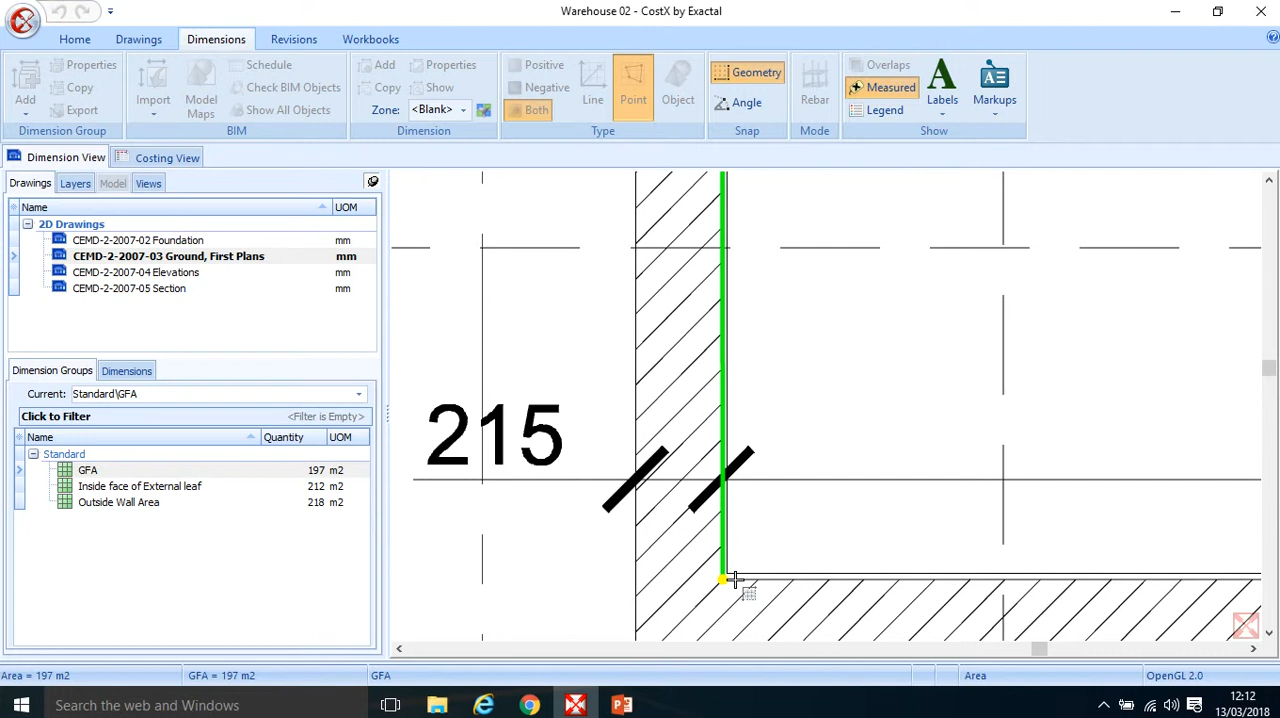 Warehouse 02 - CostX by Exactal
Home Drawings Dimensions Revisions Workbooks
Add Properties Copy Export
Dimension Group
Import Model Maps Schedule Check BIM Objects Show All Objects
BIM
Add Properties Copy Show
Zone: <Blank>
Dimension
Positive Negative Both Line Point Object
Type
Geometry Angle
Snap
Rebar
Mode
Overlaps Measured Legend Labels Markups
Show
Dimension View Costing View
Drawings Layers Model Views
Name UOM
2D Drawings
CEMD-2-2007-02 Foundation mm
CEMD-2-2007-03 Ground, First Plans mm
CEMD-2-2007-04 Elevations mm
CEMD-2-2007-05 Section mm
Dimension Groups Dimensions
Current: Standard\GFA
Click to Filter <Filter is Empty>
Name Quantity UOM
Standard
GFA 197 m2
Inside face of External leaf 212 m2
Outside Wall Area 218 m2
215
Area = 197 m2 GFA = 197 m2 GFA Area OpenGL 2.0
Search the web and Windows
12:12
13/03/2018